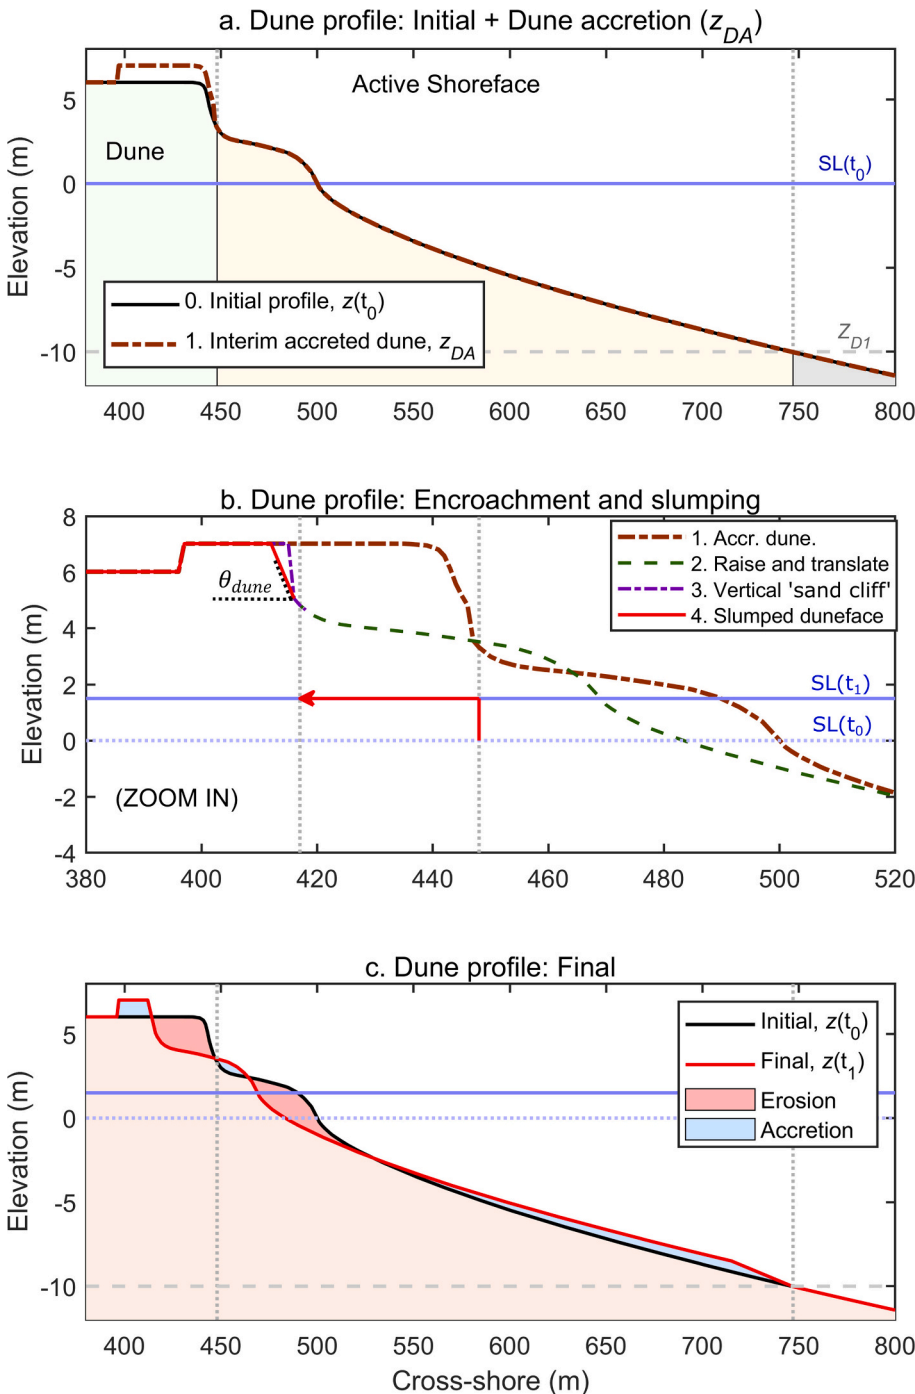 a. Dune profile: Initial + Dune accretion (z_DA)
Elevation (m)
5
0
-5
-10
Active Shoreface
Dune
SL(t_0)
0. Initial profile, z(t_0)
1. Interim accreted dune, z_DA
Z_D1
400 450 500 550 600 650 700 750 800
b. Dune profile: Encroachment and slumping
Elevation (m)
8
6
4
2
0
-2
-4
1. Accr. dune.
2. Raise and translate
3. Vertical 'sand cliff'
4. Slumped duneface
θ_dune
SL(t_1)
SL(t_0)
(ZOOM IN)
380 400 420 440 460 480 500 520
c. Dune profile: Final
Elevation (m)
5
0
-5
-10
Initial, z(t_0)
Final, z(t_1)
Erosion
Accretion
400 450 500 550 600 650 700 750 800
Cross-shore (m)